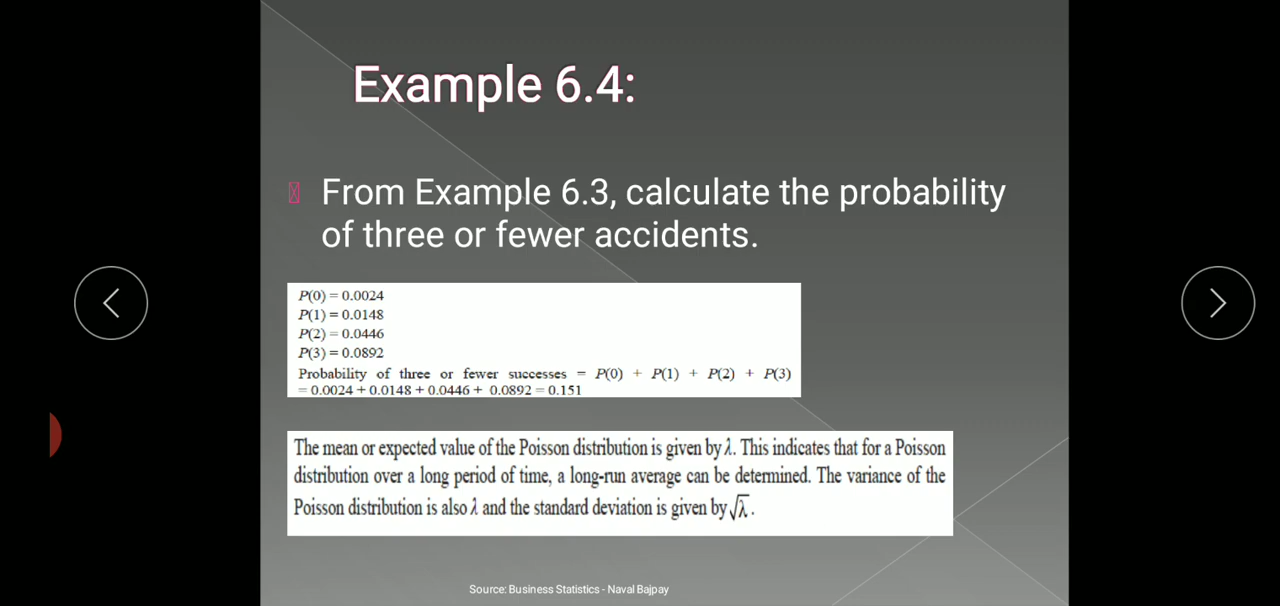 Example 6.4:
From Example 6.3, calculate the probability
of three or fewer accidents.
P(0) = 0.0024
P(1) = 0.0148
P(2) = 0.0446
P(3) = 0.0892
Probability of three or fewer successes = P(0) + P(1) + P(2) + P(3)
= 0.0024 + 0.0148 + 0.0446 + 0.0892 = 0.151
The mean or expected value of the Poisson distribution is given by λ. This indicates that for a Poisson
distribution over a long period of time, a long-run average can be determined. The variance of the
Poisson distribution is also λ and the standard deviation is given by √λ.
Source: Business Statistics - Naval Bajpay